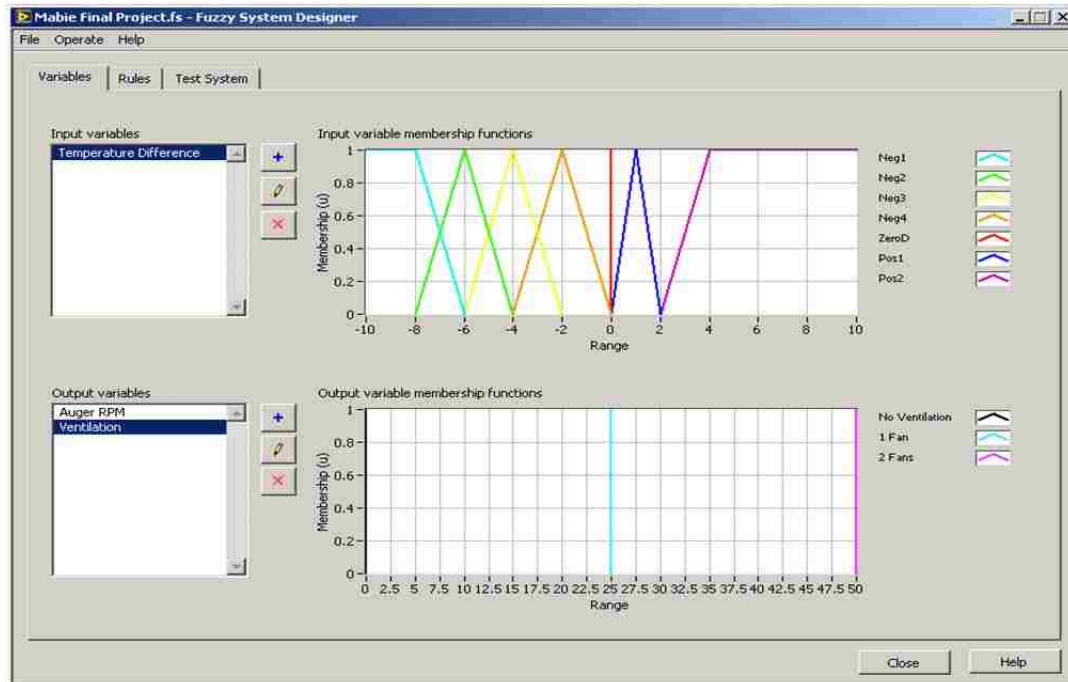 Mabie Final Project.fs - Fuzzy System Designer
File Operate Help
Variables Rules Test System
Input variables
Temperature Difference
Input variable membership functions
Membership (u)
1
0.8
0.6
0.4
0.2
0
-10 -8 -6 -4 -2 0 2 4 6 8 10
Range
Neg1
Neg2
Neg3
Neg4
ZeroD
Pos1
Pos2
Output variables
Auger RPM
Ventilation
Output variable membership functions
Membership (u)
1
0.8
0.6
0.4
0.2
0
0 2.5 5 7.5 10 12.5 15 17.5 20 22.5 25 27.5 30 32.5 35 37.5 40 42.5 45 47.5 50
Range
No Ventilation
1 Fan
2 Fans
Close Help